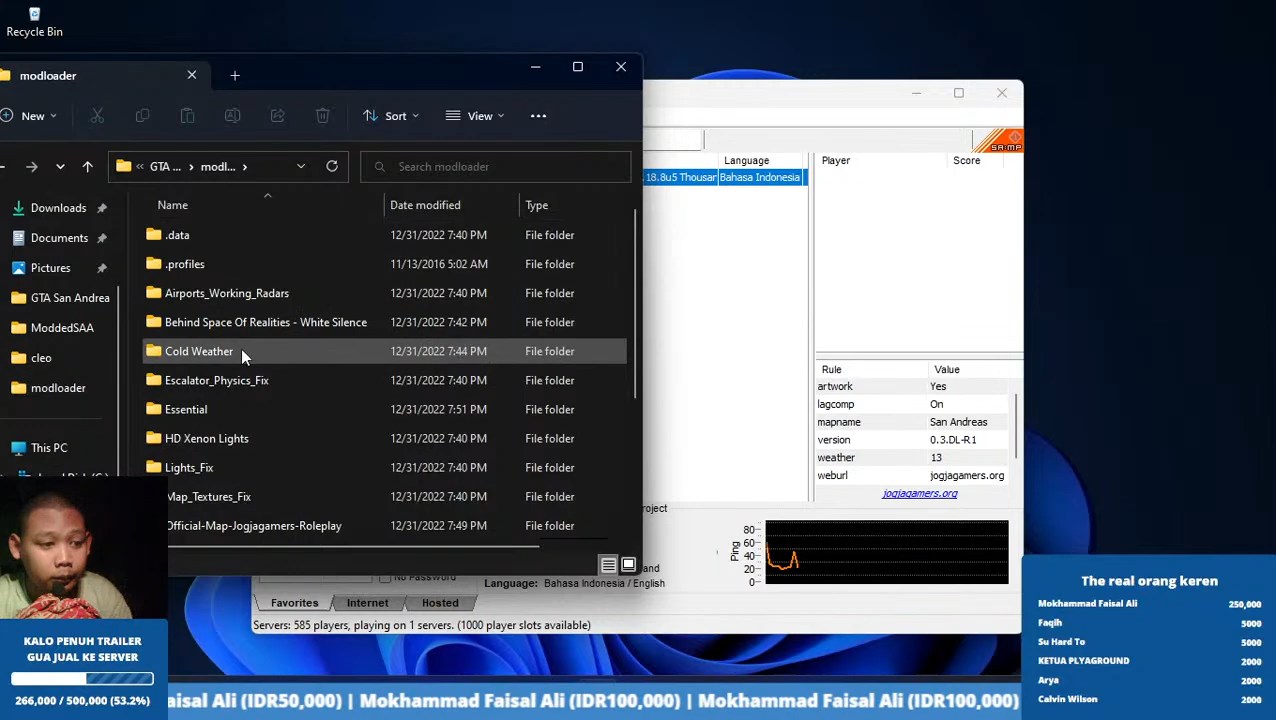 Recycle Bin
modloader
New
Sort
View
GTA ...
modl...
Search modloader
Name
Date modified
Type
Downloads
Documents
Pictures
GTA San Andrea
ModdedSAA
cleo
modloader
This PC
.data 12/31/2022 7:40 PM File folder
.profiles 11/13/2016 5:02 AM File folder
Airports_Working_Radars 12/31/2022 7:40 PM File folder
Behind Space Of Realities - White Silence 12/31/2022 7:42 PM File folder
Cold Weather 12/31/2022 7:44 PM File folder
Escalator_Physics_Fix 12/31/2022 7:40 PM File folder
Essential 12/31/2022 7:51 PM File folder
HD Xenon Lights 12/31/2022 7:40 PM File folder
Lights_Fix 12/31/2022 7:40 PM File folder
Map_Textures_Fix 12/31/2022 7:40 PM File folder
Official-Map-Jogjagamers-Roleplay 12/31/2022 7:49 PM File folder
SA:MP
Language
18.8u5 Thousan Bahasa Indonesia
Player Score
Rule Value
artwork Yes
lagcomp On
mapname San Andreas
version 0.3.DL-R1
weather 13
weburl jogjagamers.org
jogjagamers.org
Ping
80
60
40
20
0
No Password
Language: Bahasa Indonesia / English
Favorites Internet Hosted
Servers: 585 players, playing on 1 servers. (1000 player slots available)
KALO PENUH TRAILER
GUA JUAL KE SERVER
266,000 / 500,000 (53.2%)
The real orang keren
Mokhammad Faisal Ali 250,000
Faqih 5000
Su Hard To 5000
KETUA PLYAGROUND 2000
Arya 2000
Calvin Wilson 2000
aisal Ali (IDR50,000) | Mokhammad Faisal Ali (IDR100,000) | Mokhammad Faisal Ali (IDR100,000)